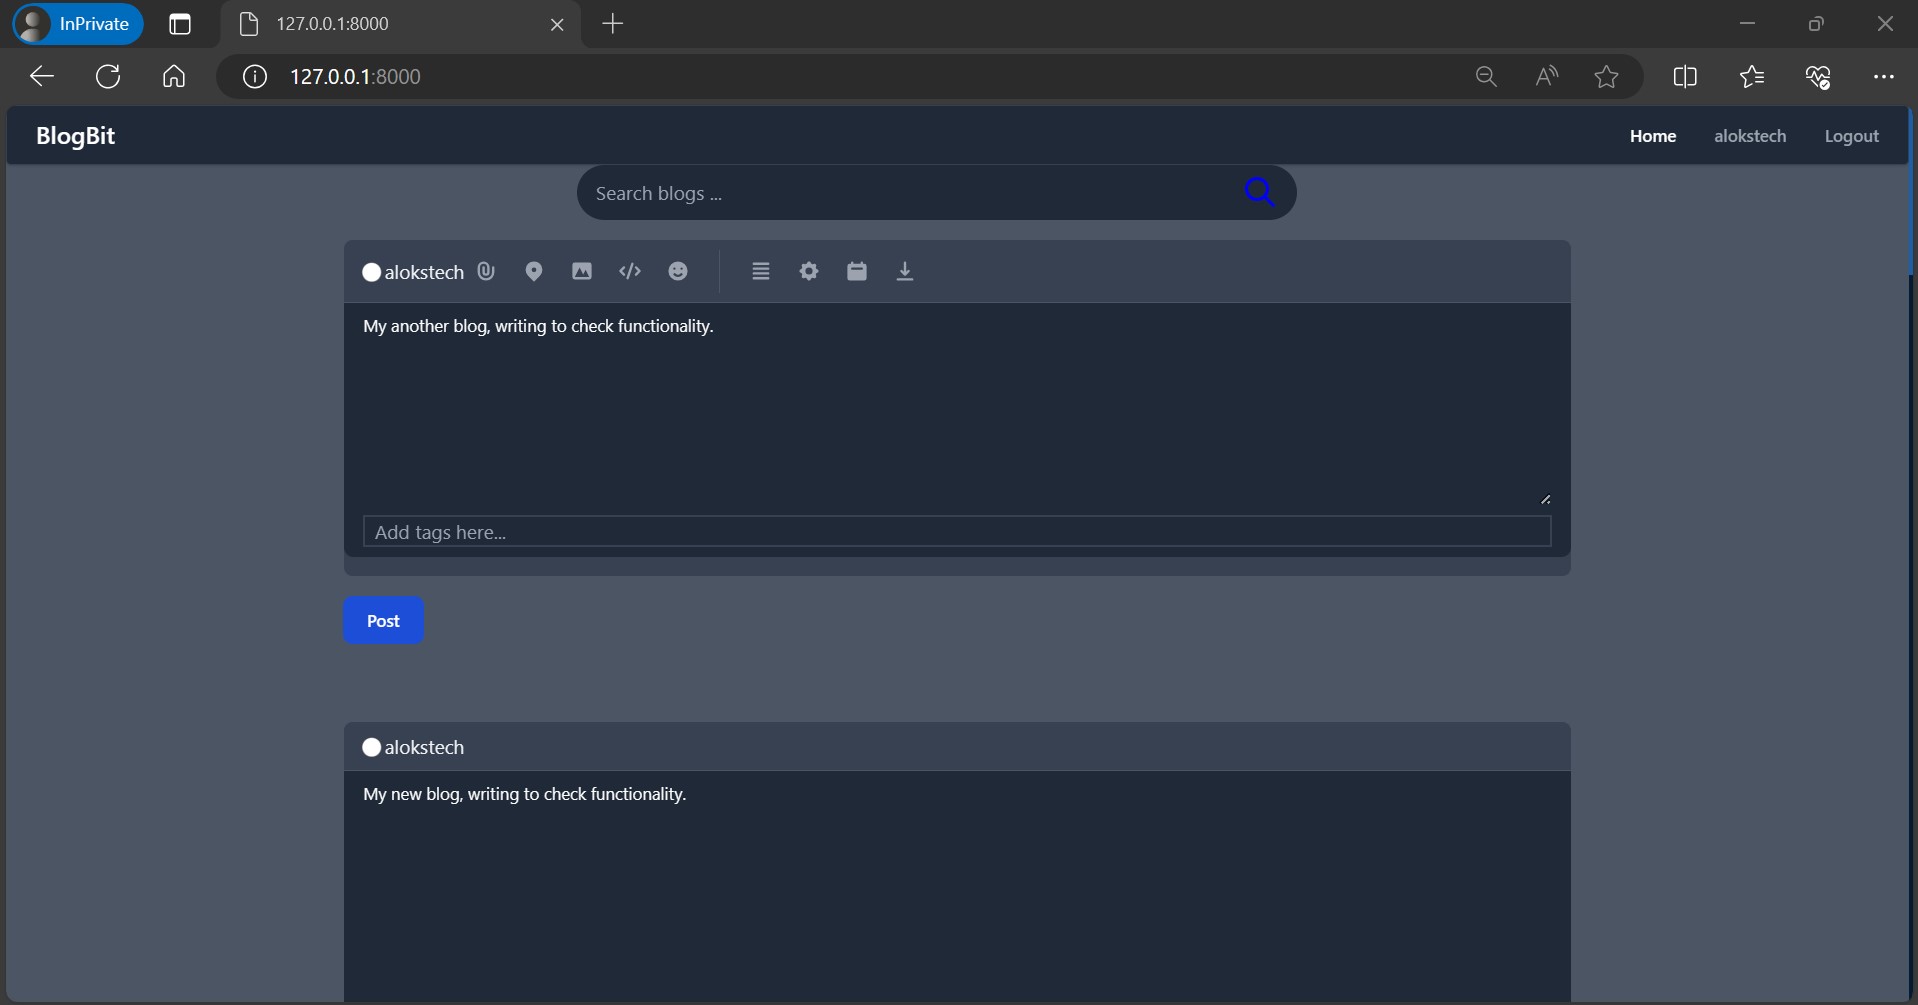 InPrivate
127.0.0.1:8000
127.0.0.1:8000
BlogBit
Home alokstech Logout
Search blogs ...
alokstech
My another blog, writing to check functionality.
Add tags here...
Post
alokstech
My new blog, writing to check functionality.